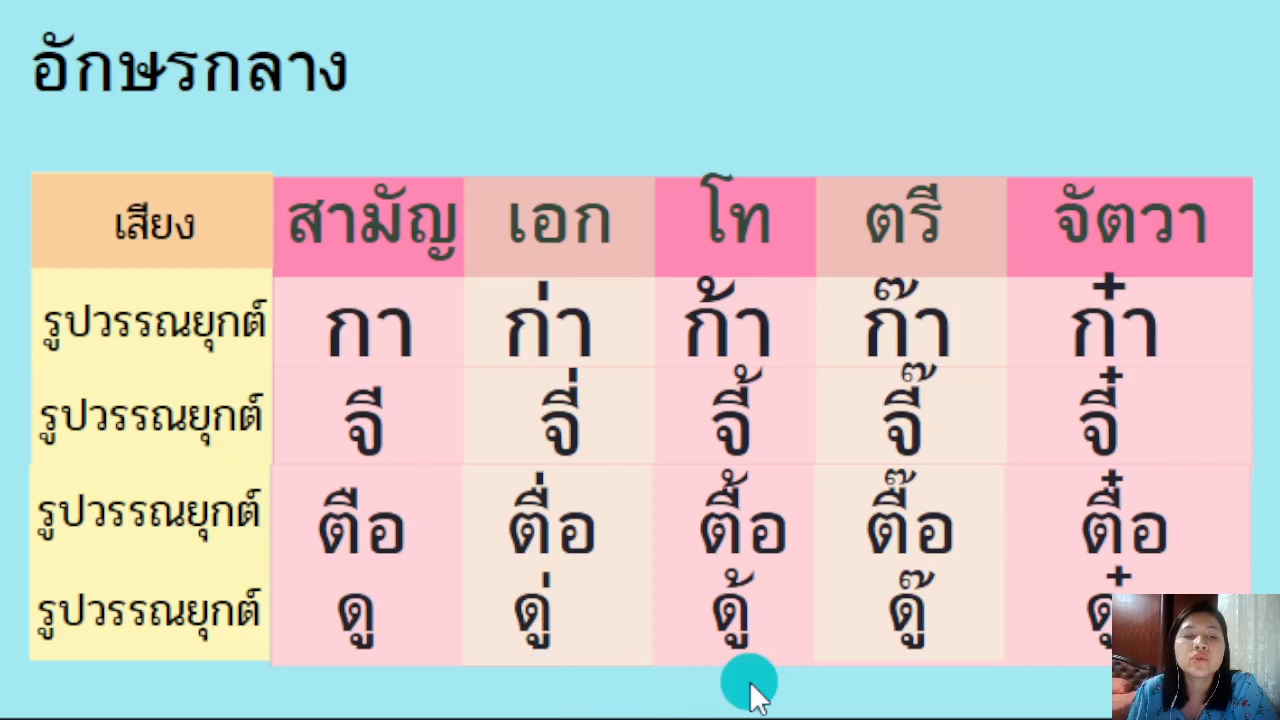 อักษรกลาง
เสียง สามัญ เอก โท ตรี จัตวา
รูปวรรณยุกต์ กา ก่า ก้า ก๊า ก๋า
รูปวรรณยุกต์ จี จี่ จี้ จี๊ จี๋
รูปวรรณยุกต์ ตือ ตื่อ ตื้อ ตื๊อ ตื๋อ
รูปวรรณยุกต์ ดู ดู่ ดู้ ดู๊